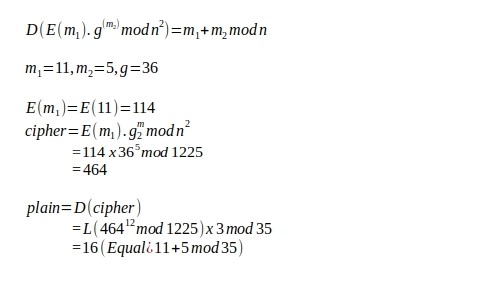 D(E(m₁).g^(m₂) mod n²)=m₁+m₂ mod n
m₁=11,m₂=5,g=36
E(m₁)=E(11)=114
cipher=E(m₁).g₂^m mod n²
=114 x 36⁵ mod 1225
=464
plain=D(cipher)
=L(464¹² mod 1225) x 3 mod 35
=16(Equal¿11+5 mod 35)